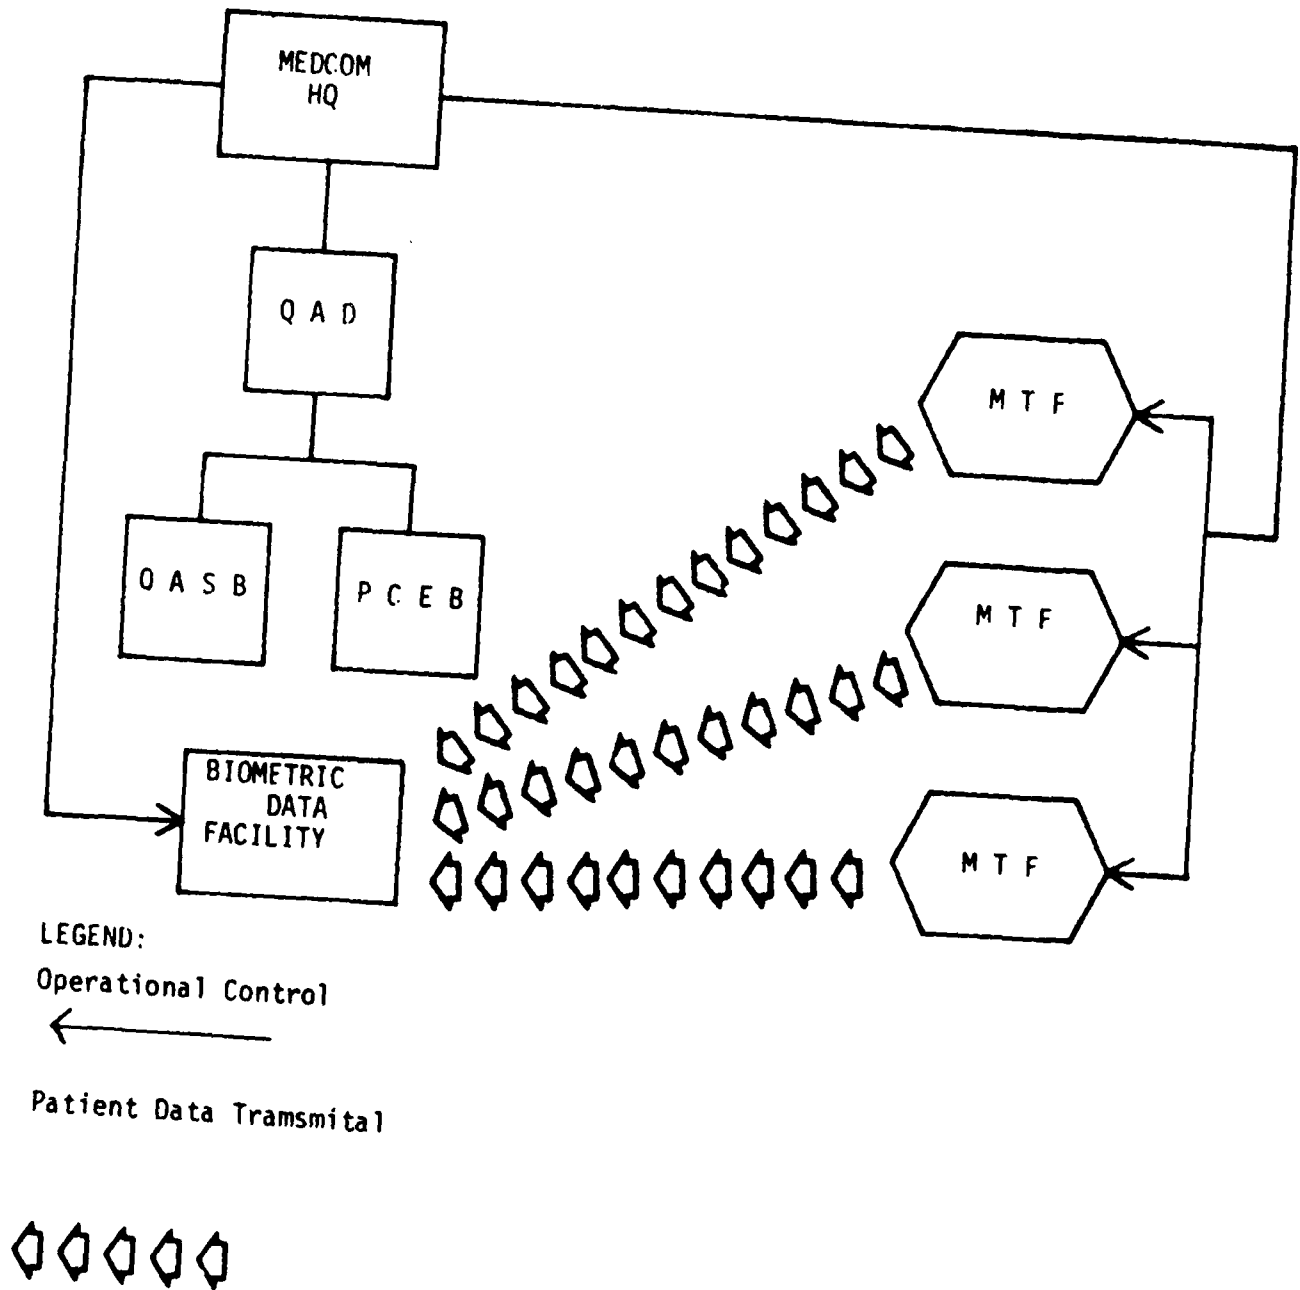 MEDCOM
HQ
Q A D
M T F
Q A S B
P C E B
M T F
BIOMETRIC
DATA
FACILITY
M T F
LEGEND:
Operational Control
Patient Data Tramsmital